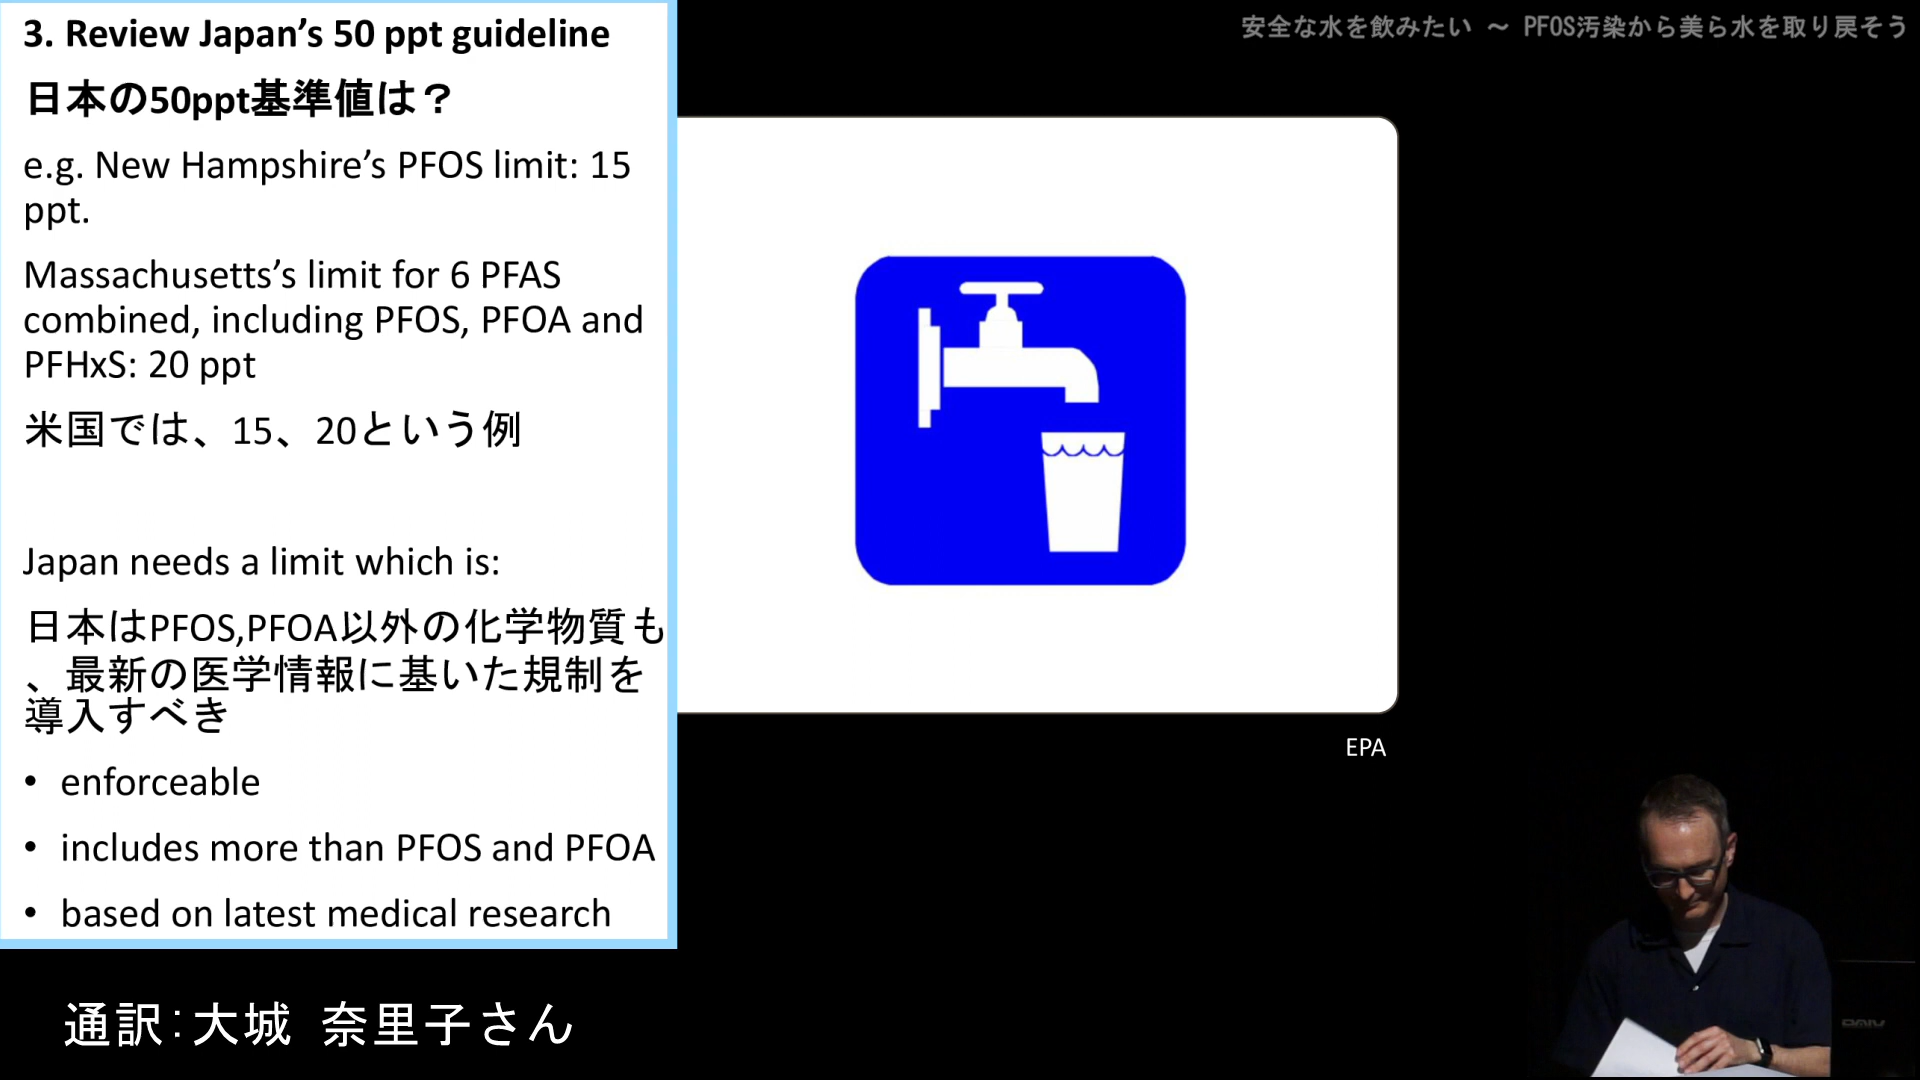 3. Review Japan’s 50 ppt guideline
日本の50ppt基準値は？
e.g. New Hampshire’s PFOS limit: 15
ppt.
Massachusetts’s limit for 6 PFAS
combined, including PFOS, PFOA and
PFHxS: 20 ppt
米国では、15、20という例
Japan needs a limit which is:
日本はPFOS,PFOA以外の化学物質も
、最新の医学情報に基いた規制を
導入すべき
• enforceable
• includes more than PFOS and PFOA
• based on latest medical research
安全な水を飲みたい ～ PFOS汚染から美ら水を取り戻そう
EPA
通訳：大城 奈里子さん